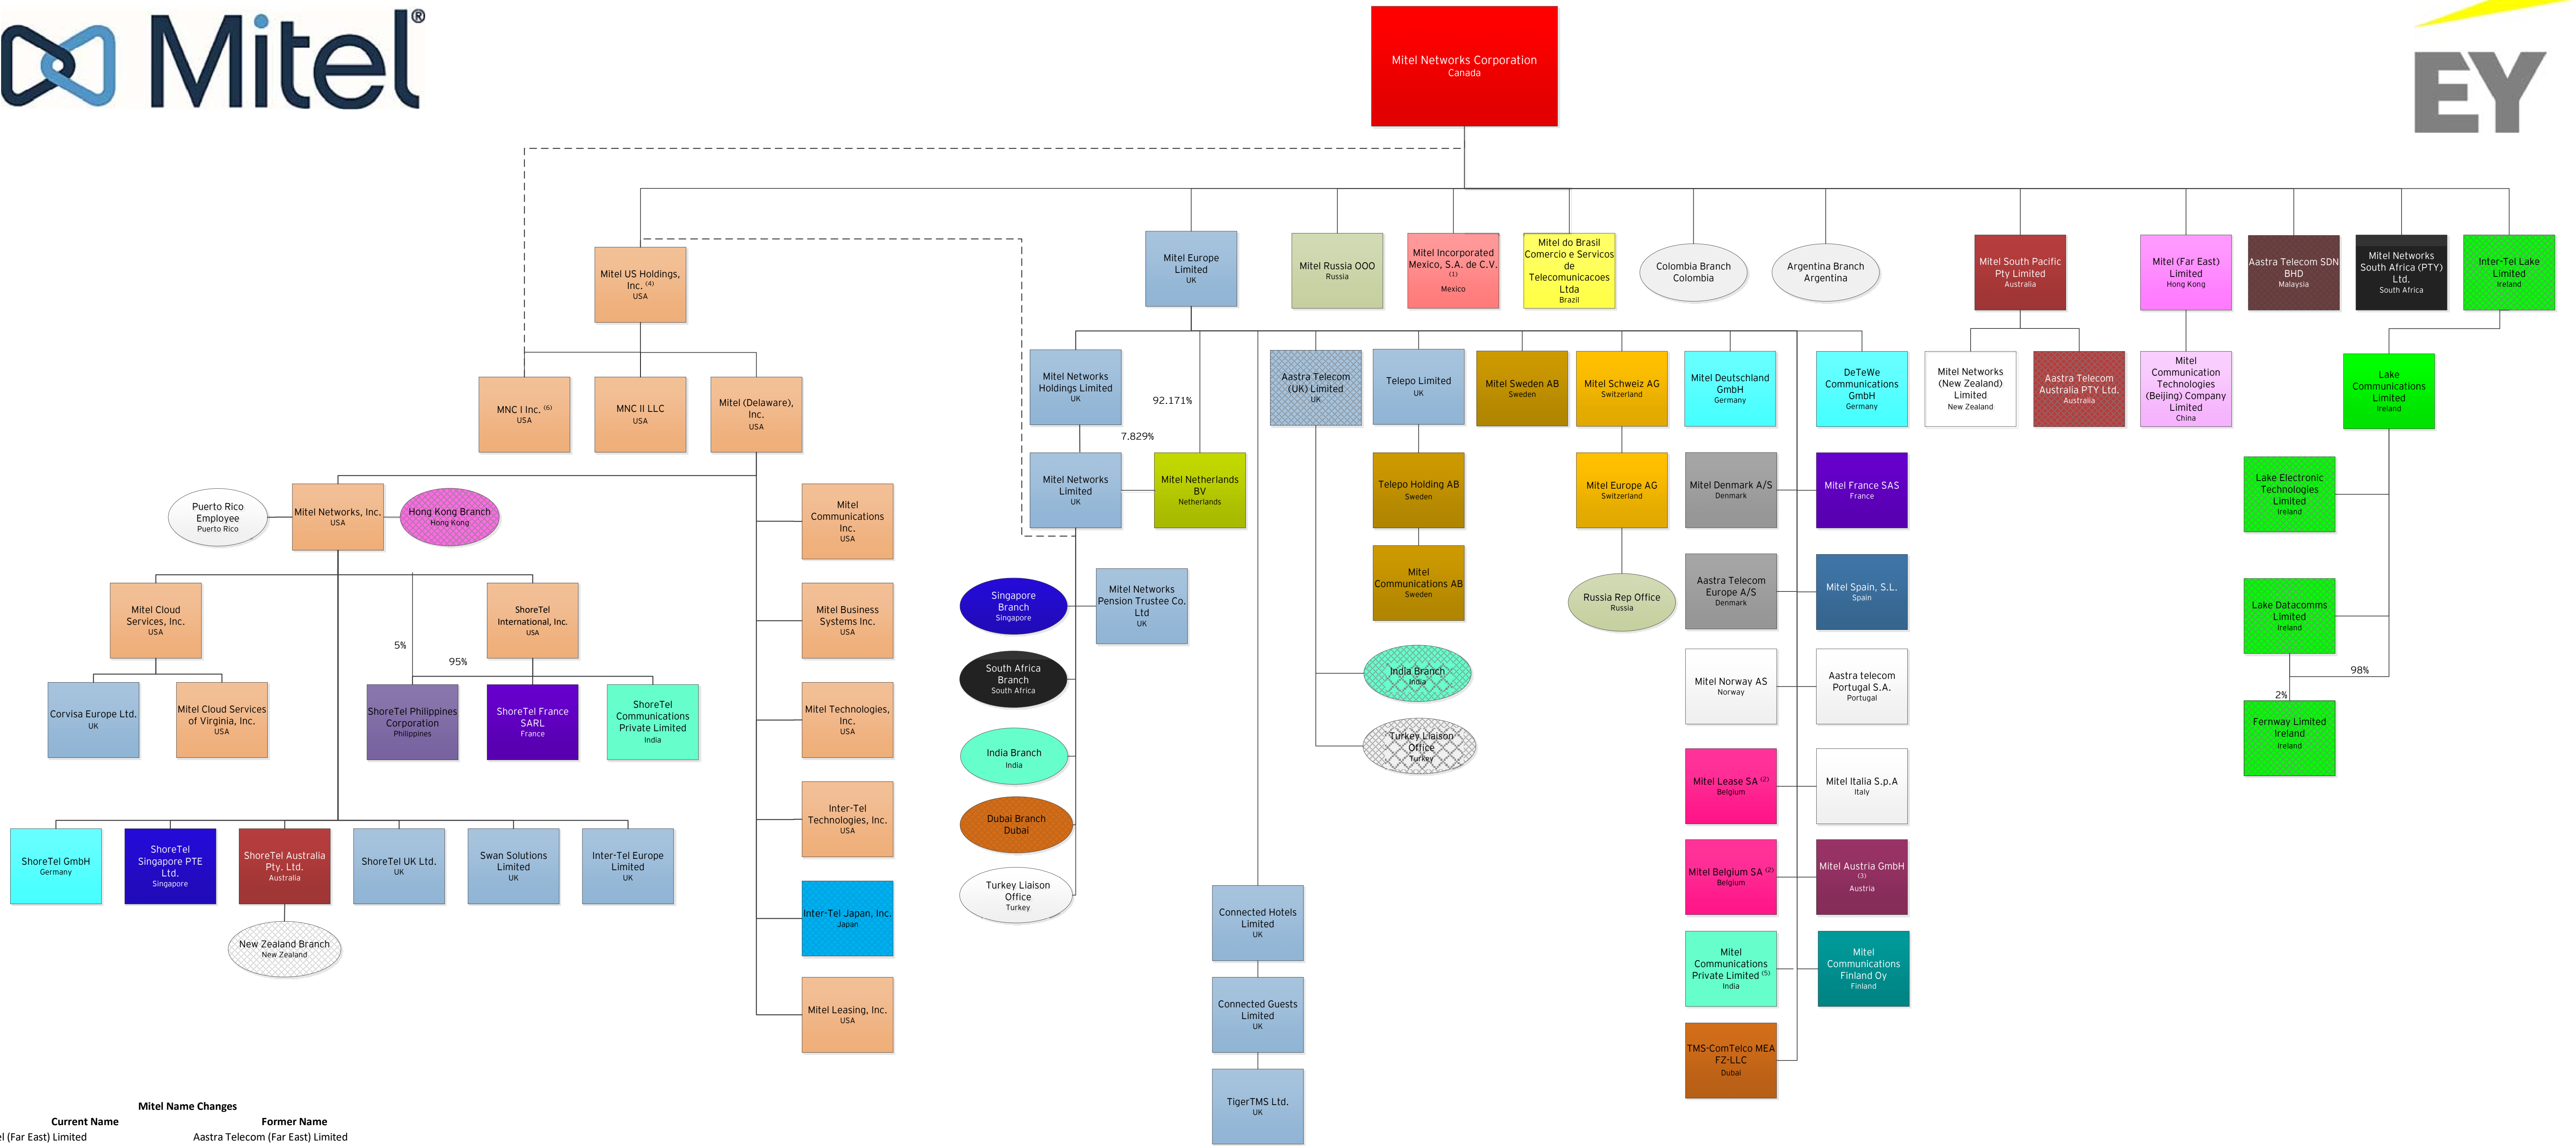 Mitel®
EY
Mitel Networks Corporation
Canada
Mitel US Holdings,
Inc. (4)
USA
Mitel Europe
Limited
UK
Mitel Russia OOO
Russia
Mitel Incorporated
Mexico, S.A. de C.V.
(1)
Mexico
Mitel do Brasil
Comercio e Servicos
de
Telecomunicacoes
Ltda
Brazil
Colombia Branch
Colombia
Argentina Branch
Argentina
Mitel South Pacific
Pty Limited
Australia
Mitel (Far East)
Limited
Hong Kong
Aastra Telecom SDN
BHD
Malaysia
Mitel Networks
South Africa (PTY)
Ltd.
South Africa
Inter-Tel Lake
Limited
Ireland
MNC I Inc. (6)
USA
MNC II LLC
USA
Mitel (Delaware),
Inc.
USA
Mitel Networks
Holdings Limited
UK
92.171%
7.829%
Aastra Telecom
(UK) Limited
UK
Telepo Limited
UK
Mitel Sweden AB
Sweden
Mitel Schweiz AG
Switzerland
Mitel Deutschland
GmbH
Germany
DeTeWe
Communications
GmbH
Germany
Mitel Networks
(New Zealand)
Limited
New Zealand
Aastra Telecom
Australia PTY Ltd.
Australia
Mitel
Communication
Technologies
(Beijing) Company
Limited
China
Lake
Communications
Limited
Ireland
Puerto Rico
Employee
Puerto Rico
Mitel Networks, Inc.
USA
Hong Kong Branch
Hong Kong
Mitel
Communications
Inc.
USA
Mitel Networks
Limited
UK
Mitel Netherlands
BV
Netherlands
Telepo Holding AB
Sweden
Mitel Europe AG
Switzerland
Mitel Denmark A/S
Denmark
Mitel France SAS
France
Lake Electronic
Technologies
Limited
Ireland
Mitel Cloud
Services, Inc.
USA
ShoreTel
International, Inc.
USA
Mitel Business
Systems Inc.
USA
Singapore
Branch
Singapore
Mitel Networks
Pension Trustee Co.
Ltd
UK
Mitel
Communications AB
Sweden
Russia Rep Office
Russia
Aastra Telecom
Europe A/S
Denmark
Mitel Spain, S.L.
Spain
Lake Datacomms
Limited
Ireland
5%
95%
98%
2%
Corvisa Europe Ltd.
UK
Mitel Cloud Services
of Virginia, Inc.
USA
ShoreTel Philippines
Corporation
Philippines
ShoreTel France
SARL
France
ShoreTel
Communications
Private Limited
India
Mitel Technologies,
Inc.
USA
South Africa
Branch
South Africa
India Branch
India
Mitel Norway AS
Norway
Aastra telecom
Portugal S.A.
Portugal
Fernway Limited
Ireland
Ireland
India Branch
India
Turkey Liaison
Office
Turkey
Mitel Lease SA (2)
Belgium
Mitel Italia S.p.A
Italy
ShoreTel GmbH
Germany
ShoreTel
Singapore PTE
Ltd.
Singapore
ShoreTel Australia
Pty. Ltd.
Australia
ShoreTel UK Ltd.
UK
Swan Solutions
Limited
UK
Inter-Tel Europe
Limited
UK
Inter-Tel
Technologies, Inc.
USA
Dubai Branch
Dubai
Turkey Liaison
Office
Turkey
Mitel Belgium SA (2)
Belgium
Mitel Austria GmbH
(3)
Austria
New Zealand Branch
New Zealand
Inter-Tel Japan, Inc.
Japan
Connected Hotels
Limited
UK
Mitel
Communications
Private Limited (5)
India
Mitel
Communications
Finland Oy
Finland
Mitel Leasing, Inc.
USA
Connected Guests
Limited
UK
TMS-ComTelco MEA
FZ-LLC
Dubai
TigerTMS Ltd.
UK
Mitel Name Changes
Current Name Former Name
el (Far East) Limited Aastra Telecom (Far East) Limited